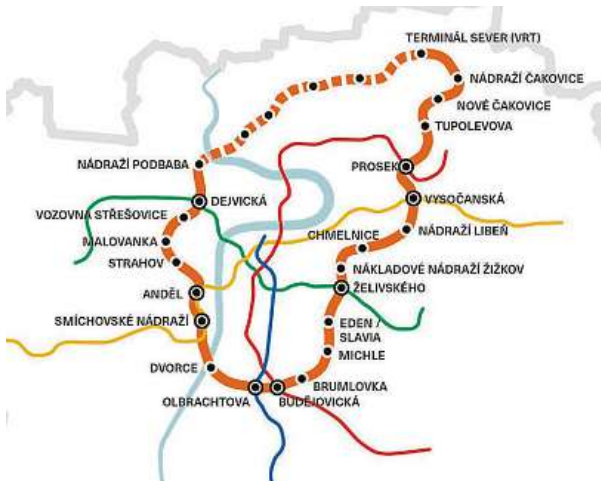 TERMINÁL SEVER (VRT)
NÁDRAŽÍ ČAKOVICE
NOVÉ ČAKOVICE
TUPOLEVOVA
PROSEK
NÁDRAŽÍ PODBABA
DEJVICKÁ
VYSOČANSKÁ
VOZOVNA STŘEŠOVICE
NÁDRAŽÍ LIBEŇ
CHMELNICE
MALOVANKA
STRAHOV
NÁKLADOVÉ NÁDRAŽÍ ŽIŽKOV
ŽELIVSKÉHO
ANDĚL
SMÍCHOVSKÉ NÁDRAŽÍ
EDEN /
SLAVIA
MICHLE
DVORCE
BRUMLOVKA
OLBRACHTOVA
BUDĚJOVICKÁ